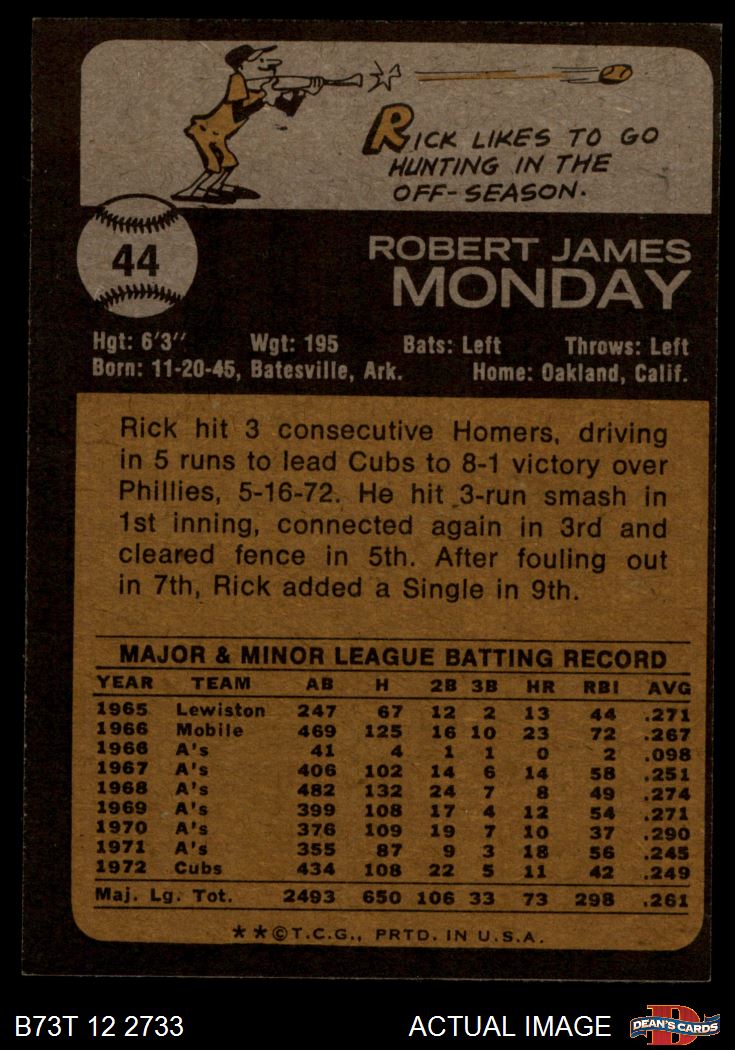 RICK LIKES TO GO
HUNTING IN THE
OFF-SEASON.
44
ROBERT JAMES
MONDAY
Hgt: 6'3" Wgt: 195 Bats: Left Throws: Left
Born: 11-20-45, Batesville, Ark. Home: Oakland, Calif.
Rick hit 3 consecutive Homers, driving
in 5 runs to lead Cubs to 8-1 victory over
Phillies, 5-16-72. He hit 3-run smash in
1st inning, connected again in 3rd and
cleared fence in 5th. After fouling out
in 7th, Rick added a Single in 9th.
MAJOR & MINOR LEAGUE BATTING RECORD
YEAR TEAM AB H 2B 3B HR RBI AVG
1965 Lewiston 247 67 12 2 13 44 .271
1966 Mobile 469 125 16 10 23 72 .267
1966 A's 41 4 1 1 0 2 .098
1967 A's 406 102 14 6 14 58 .251
1968 A's 482 132 24 7 8 49 .274
1969 A's 399 108 17 4 12 54 .271
1970 A's 376 109 19 7 10 37 .290
1971 A's 355 87 9 3 18 56 .245
1972 Cubs 434 108 22 5 11 42 .249
Maj. Lg. Tot. 2493 650 106 33 73 298 .261
**©T.C.G., PRTD. IN U.S.A.
B73T 12 2733 ACTUAL IMAGE DEAN'S CARDS